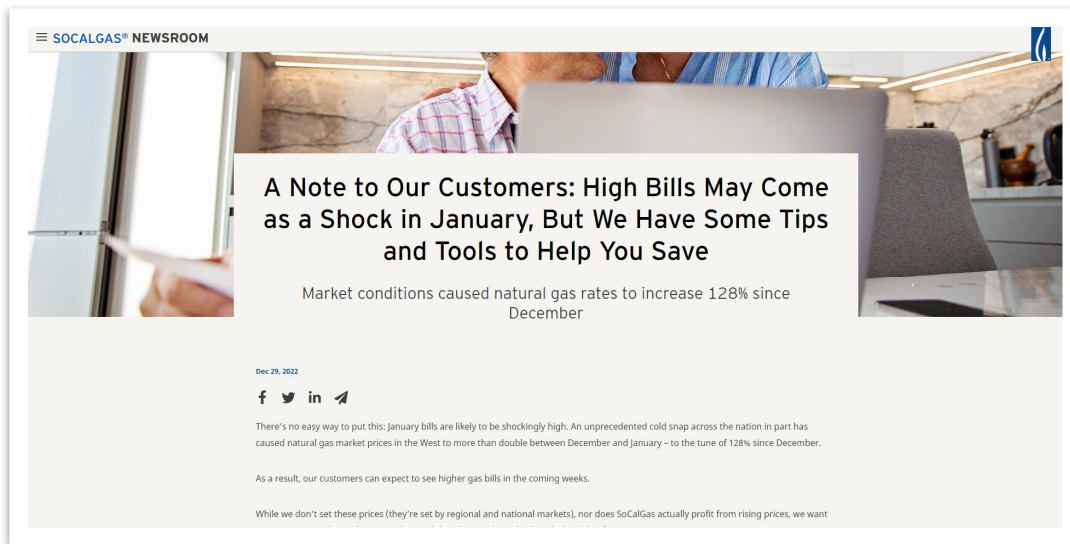 SOCALGAS® NEWSROOM
A Note to Our Customers: High Bills May Come
as a Shock in January, But We Have Some Tips
and Tools to Help You Save
Market conditions caused natural gas rates to increase 128% since
December
Dec 29, 2022
There's no easy way to put this: January bills are likely to be shockingly high. An unprecedented cold snap across the nation in part has
caused natural gas market prices in the West to more than double between December and January – to the tune of 128% since December.
As a result, our customers can expect to see higher gas bills in the coming weeks.
While we don't set these prices (they're set by regional and national markets), nor does SoCalGas actually profit from rising prices, we want